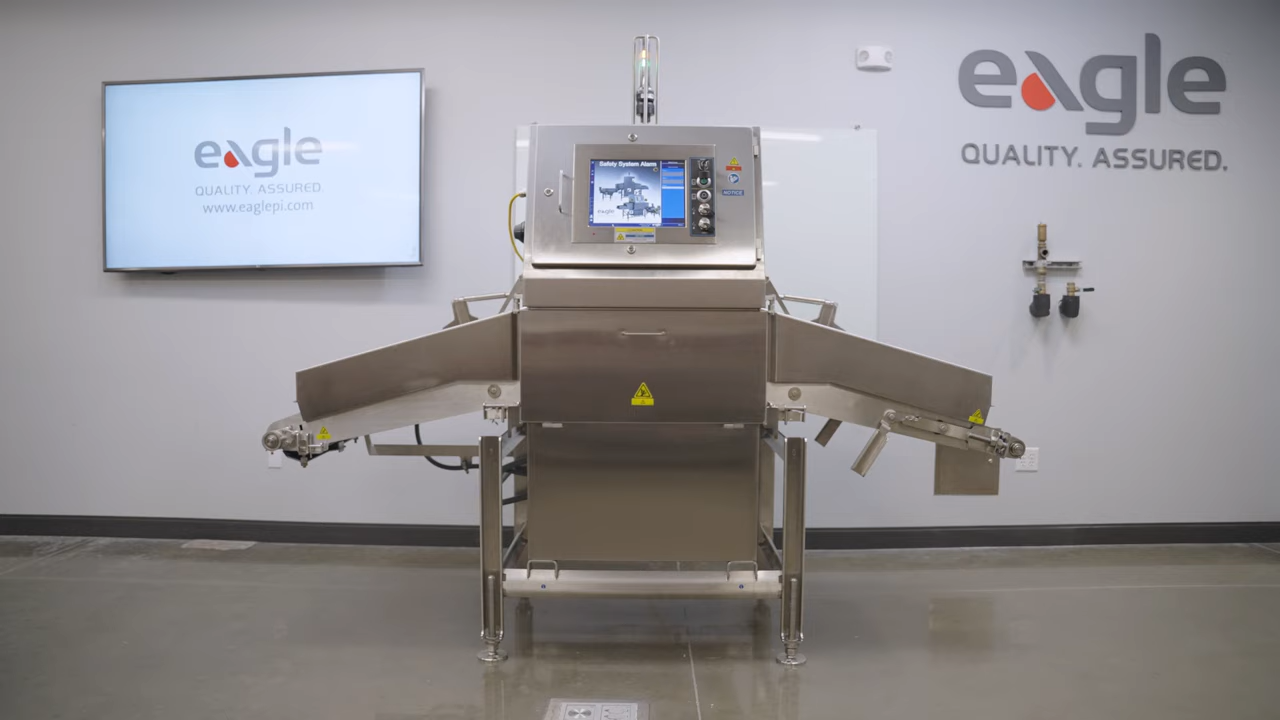 eagle
QUALITY. ASSURED.
www.eaglepi.com
Safety System Alarm
eagle
NOTICE
eagle
QUALITY. ASSURED.